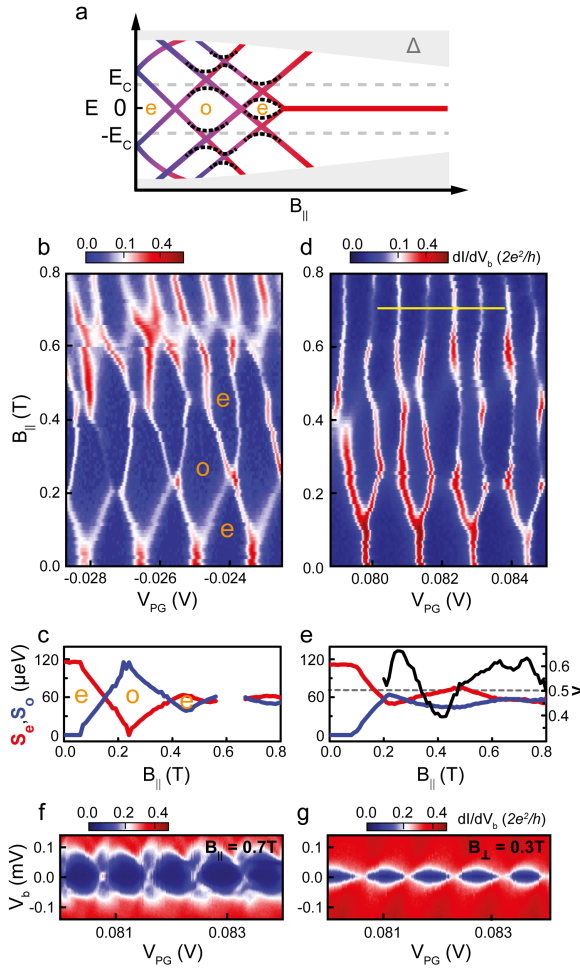 a
Δ
E_C
E 0
-E_C
e o e
B_||
b
0.0 0.1 0.4
d
0.0 0.1 0.4 dI/dV_b (2e²/h)
B_|| (T)
0.8
0.6
0.4
0.2
0.0
e
o
e
-0.028 -0.026 -0.024
V_PG (V)
0.080 0.082 0.084
V_PG (V)
c
S_e, S_o (μeV)
120
60
0
e o e
0.0 0.2 0.4 0.6 0.8
B_|| (T)
e
120
60
0
0.6
0.5
0.4
v
0.0 0.2 0.4 0.6 0.8
B_|| (T)
f
0.0 0.2 0.4
g
0.0 0.2 0.4 dI/dV_b (2e²/h)
V_b (mV)
0.1
0.0
-0.1
B_|| = 0.7T
0.081 0.083
V_PG (V)
0.1
0.0
-0.1
B_⊥ = 0.3T
0.081 0.083
V_PG (V)